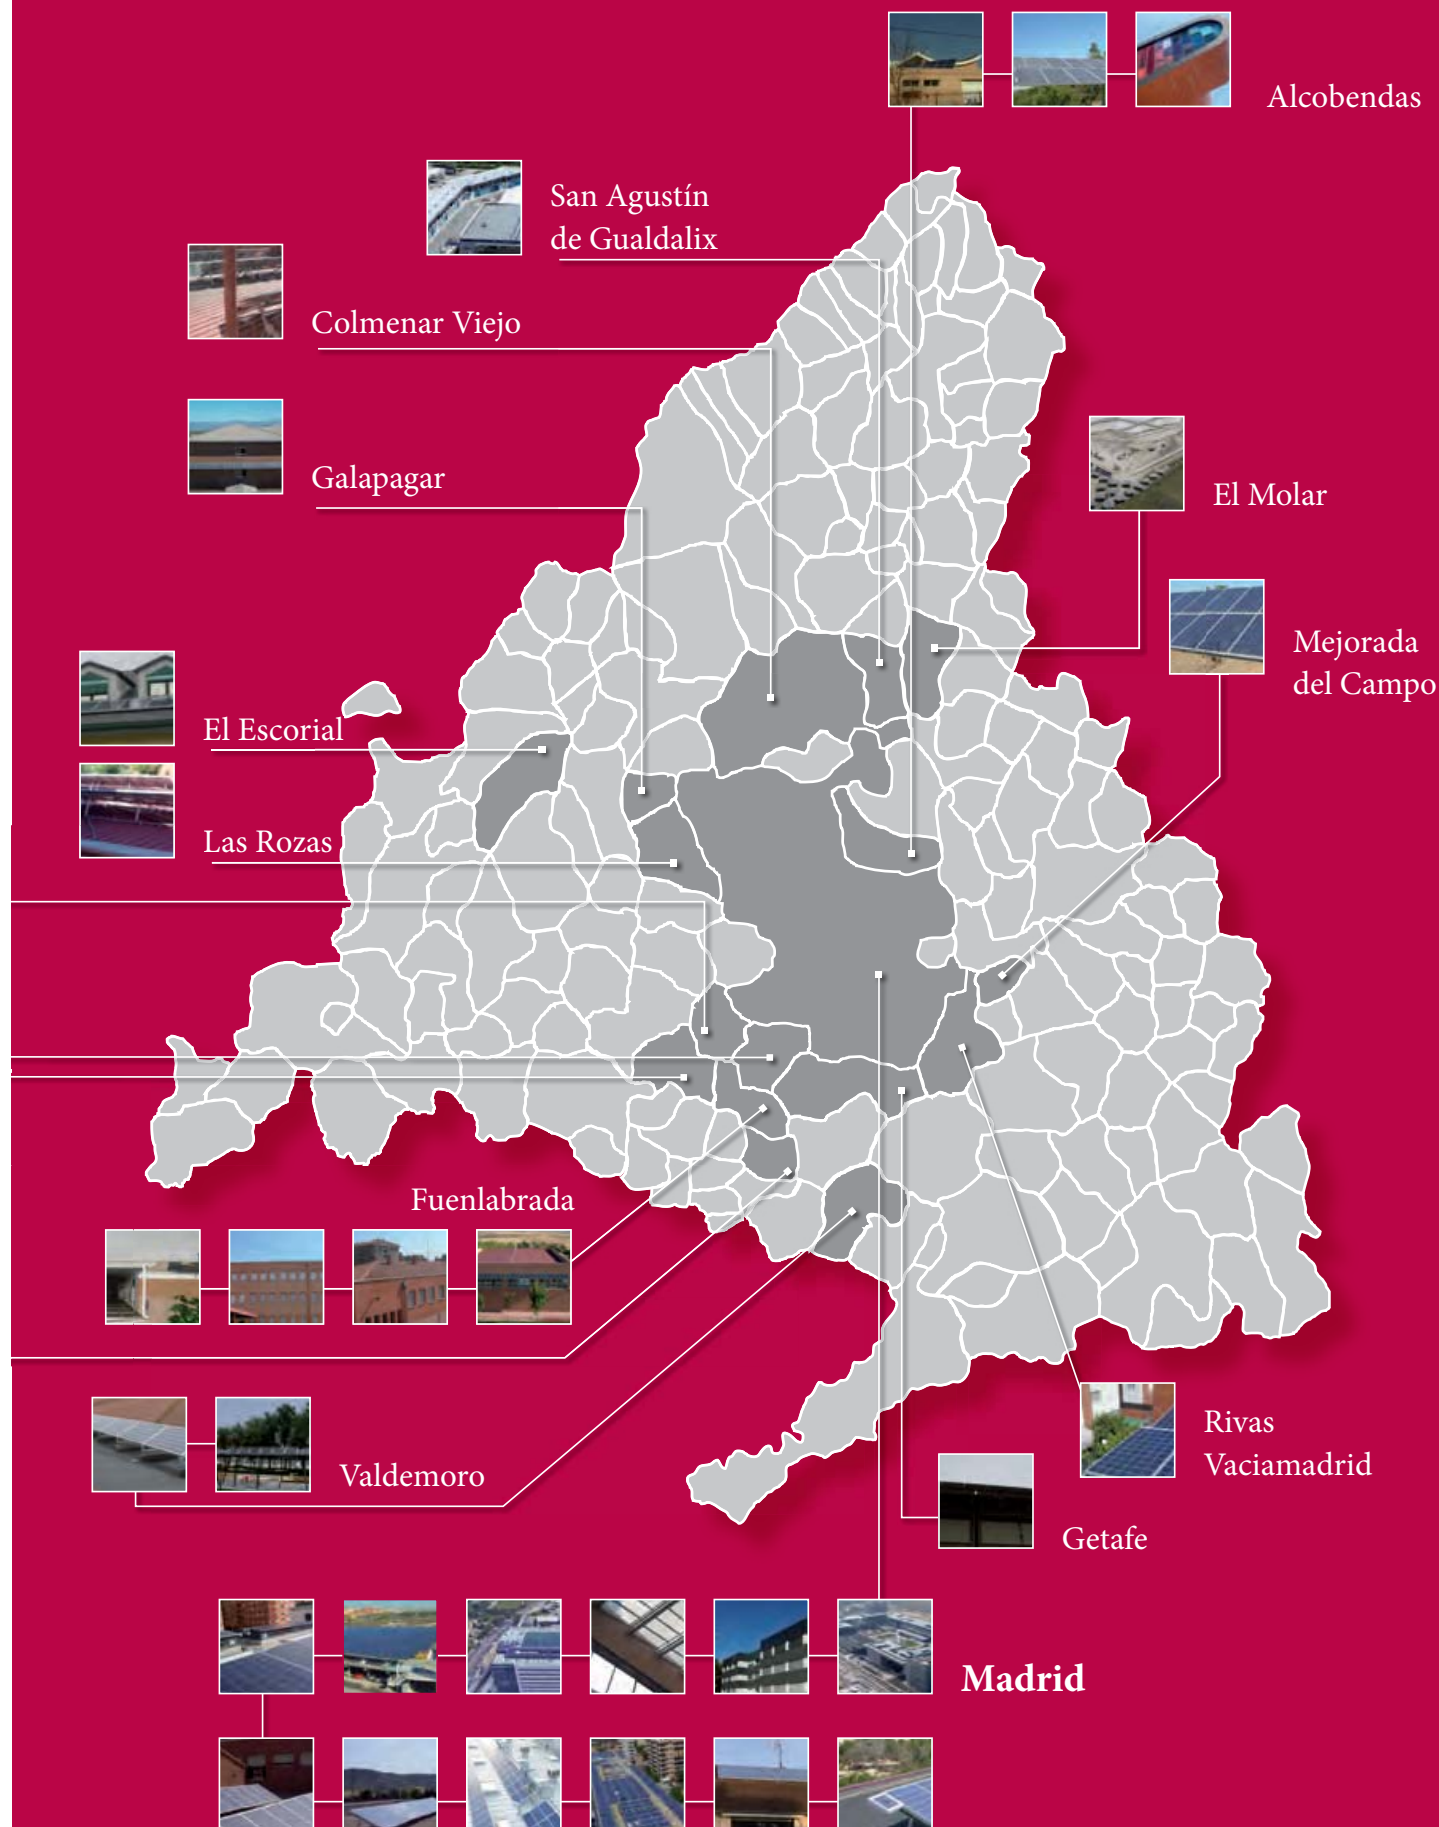 Alcobendas
San Agustín
de Gualdalix
Colmenar Viejo
Galapagar
El Molar
Mejorada
del Campo
El Escorial
Las Rozas
Fuenlabrada
Valdemoro
Rivas
Vaciamadrid
Getafe
Madrid